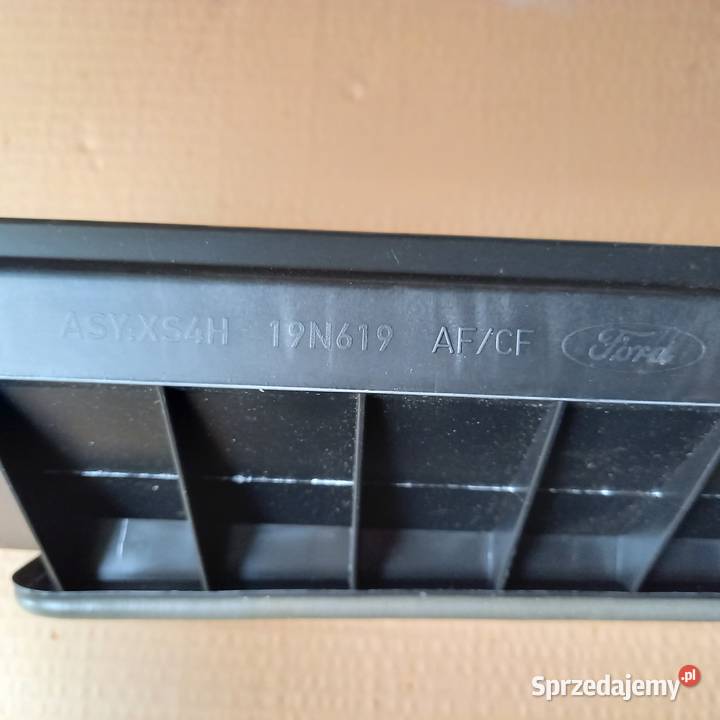 ASY.XS4H 19N619 AF/CF Ford
Sprzedajemy.pl